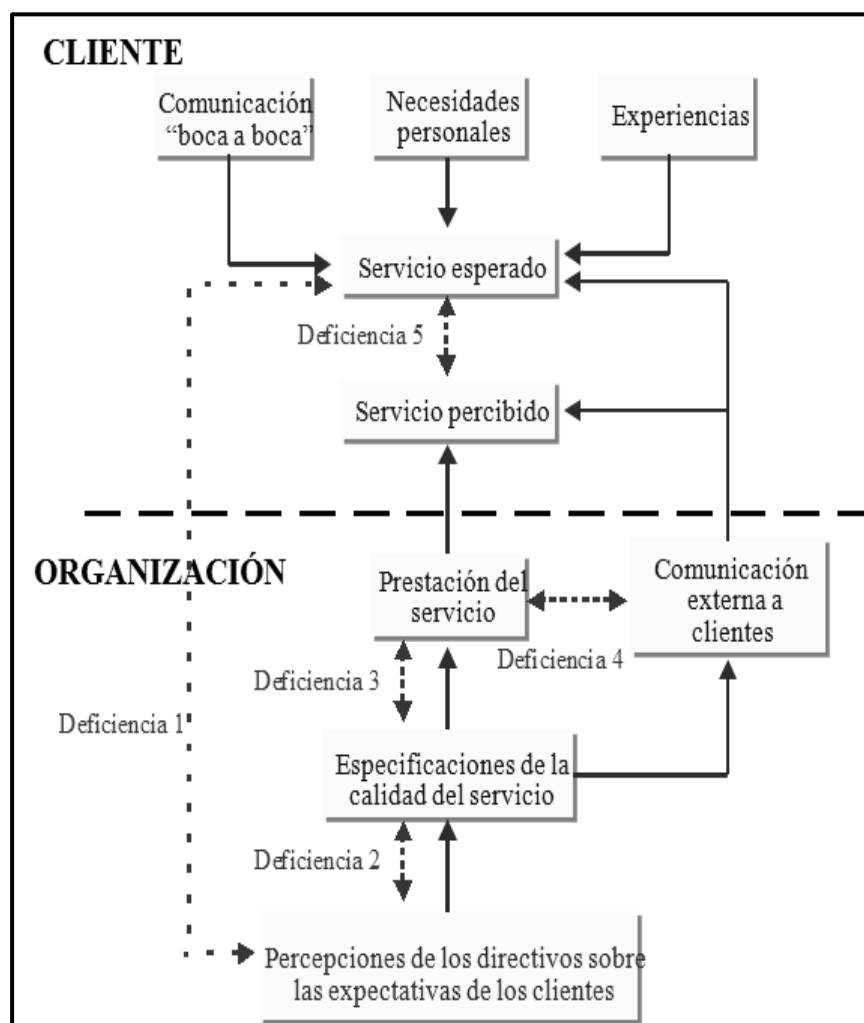 CLIENTE
Comunicación
“boca a boca”
Necesidades
personales
Experiencias
Servicio esperado
Deficiencia 5
Servicio percibido
ORGANIZACIÓN
Prestación del
servicio
Comunicación
externa a
clientes
Deficiencia 4
Deficiencia 3
Deficiencia 1
Especificaciones de la
calidad del servicio
Deficiencia 2
Percepciones de los directivos sobre
las expectativas de los clientes